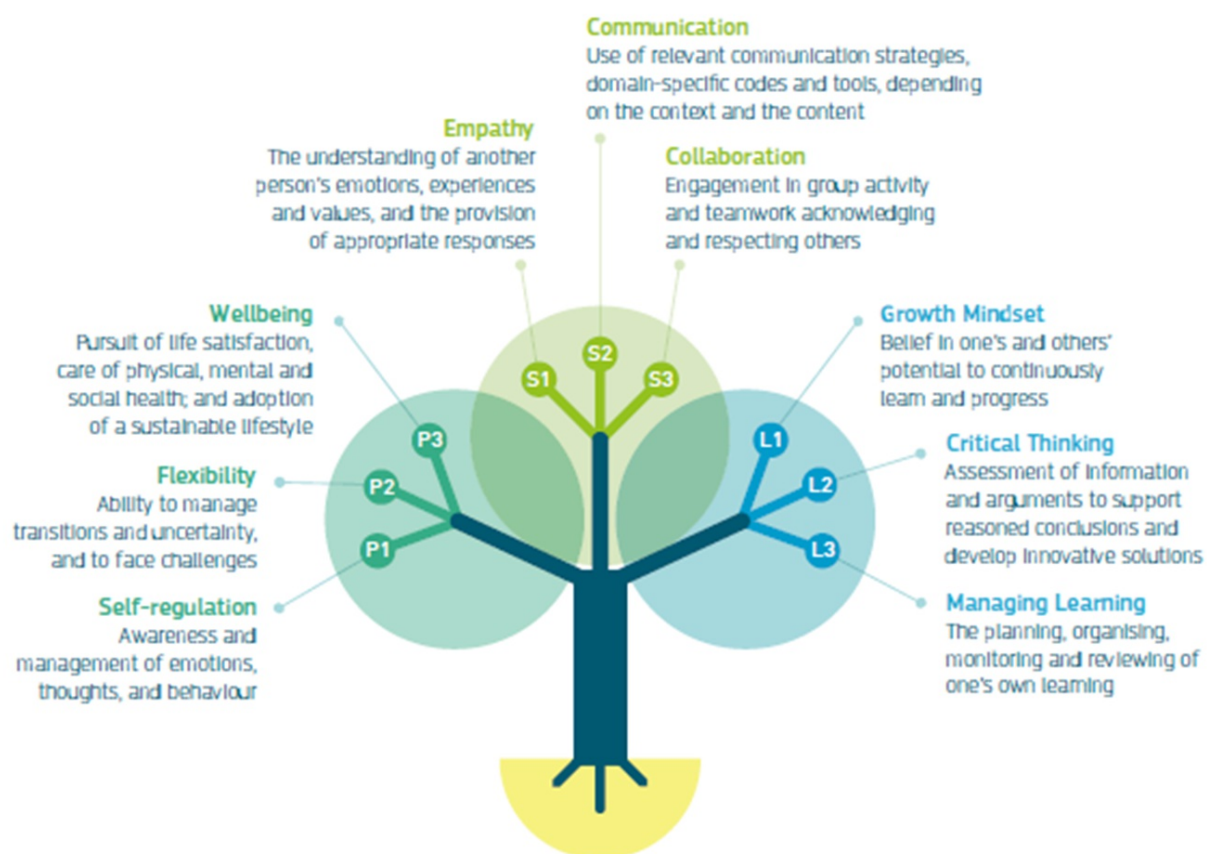 Communication
Use of relevant communication strategies,
domain-specific codes and tools, depending
on the context and the content
Empathy
The understanding of another
person's emotions, experiences
and values, and the provision
of appropriate responses
Collaboration
Engagement in group activity
and teamwork acknowledging
and respecting others
Wellbeing
Pursuit of life satisfaction,
care of physical, mental and
social health; and adoption
of a sustainable lifestyle
Growth Mindset
Belief in one's and others'
potential to continuously
learn and progress
Flexibility
Ability to manage
transitions and uncertainty,
and to face challenges
Critical Thinking
Assessment of information
and arguments to support
reasoned conclusions and
develop innovative solutions
Self-regulation
Awareness and
management of emotions,
thoughts, and behaviour
Managing Learning
The planning, organising,
monitoring and reviewing of
one's own learning
S1
S2
S3
P3
P2
P1
L1
L2
L3